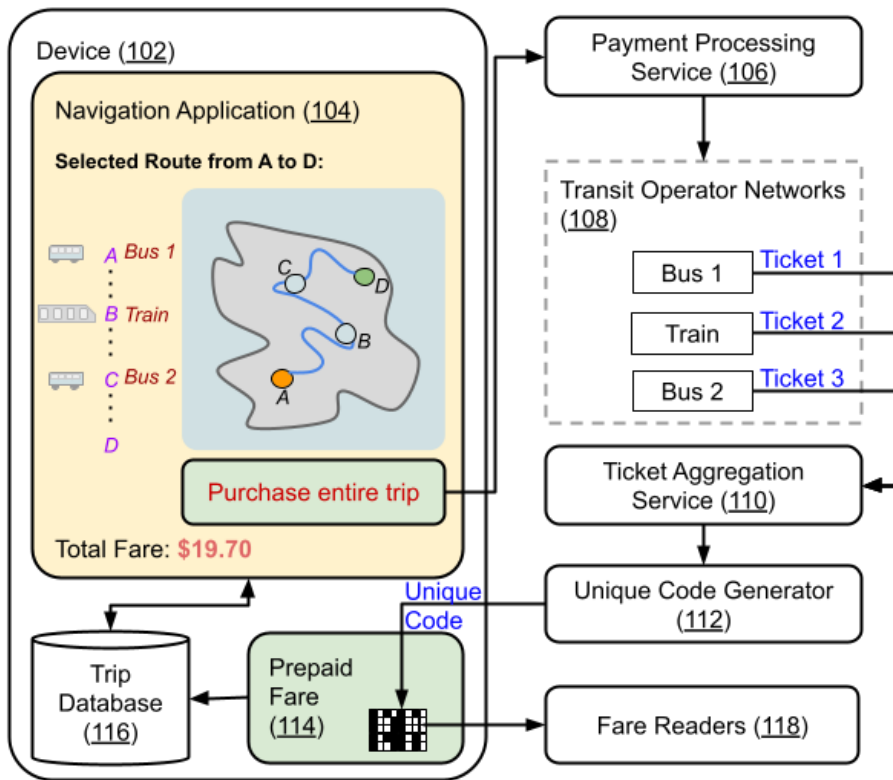 Device (102)
Navigation Application (104)
Selected Route from A to D:
A Bus 1
B Train
C Bus 2
D
C
D
B
A
Purchase entire trip
Total Fare: $19.70
Trip
Database
(116)
Prepaid
Fare
(114)
Unique
Code
Payment Processing
Service (106)
Transit Operator Networks
(108)
Bus 1
Ticket 1
Train
Ticket 2
Bus 2
Ticket 3
Ticket Aggregation
Service (110)
Unique Code Generator
(112)
Fare Readers (118)